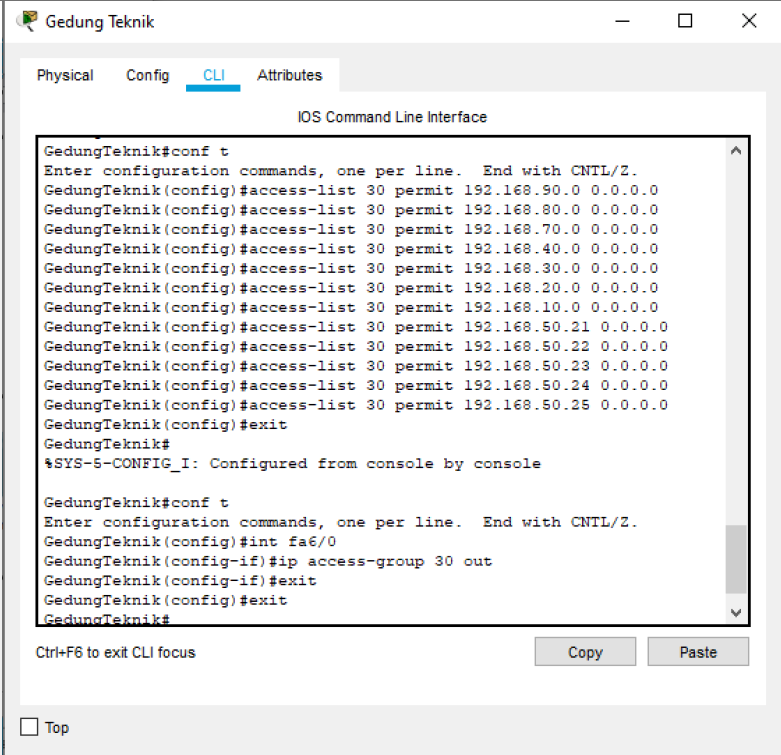 Gedung Teknik
Physical Config CLI Attributes
IOS Command Line Interface
GedungTeknik#conf t
Enter configuration commands, one per line.  End with CNTL/Z.
GedungTeknik(config)#access-list 30 permit 192.168.90.0 0.0.0.0
GedungTeknik(config)#access-list 30 permit 192.168.80.0 0.0.0.0
GedungTeknik(config)#access-list 30 permit 192.168.70.0 0.0.0.0
GedungTeknik(config)#access-list 30 permit 192.168.40.0 0.0.0.0
GedungTeknik(config)#access-list 30 permit 192.168.30.0 0.0.0.0
GedungTeknik(config)#access-list 30 permit 192.168.20.0 0.0.0.0
GedungTeknik(config)#access-list 30 permit 192.168.10.0 0.0.0.0
GedungTeknik(config)#access-list 30 permit 192.168.50.21 0.0.0.0
GedungTeknik(config)#access-list 30 permit 192.168.50.22 0.0.0.0
GedungTeknik(config)#access-list 30 permit 192.168.50.23 0.0.0.0
GedungTeknik(config)#access-list 30 permit 192.168.50.24 0.0.0.0
GedungTeknik(config)#access-list 30 permit 192.168.50.25 0.0.0.0
GedungTeknik(config)#exit
GedungTeknik#
%SYS-5-CONFIG_I: Configured from console by console
GedungTeknik#conf t
Enter configuration commands, one per line.  End with CNTL/Z.
GedungTeknik(config)#int fa6/0
GedungTeknik(config-if)#ip access-group 30 out
GedungTeknik(config-if)#exit
GedungTeknik(config)#exit
GedungTeknik#
Ctrl+F6 to exit CLI focus
Copy Paste
Top